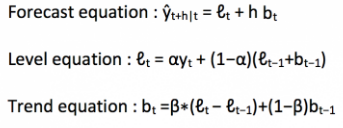 Forecast equation : ŷₜ₊ₕ|ₜ = ℓₜ + h bₜ
Level equation : ℓₜ = αyₜ + (1–α)(ℓₜ₋₁+bₜ₋₁)
Trend equation : bₜ =β*(ℓₜ – ℓₜ₋₁)+(1–β)bₜ₋₁